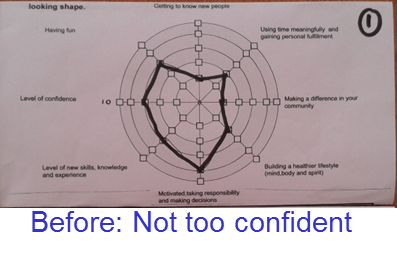 looking shape.
Getting to know new people
1
Having fun
Using time meaningfully and
gaining personal fulfillment
Level of confidence
10
Making a difference in your
community
Level of new skills, knowledge
and experience
Building a healthier lifestyle
(mind,body and spirit)
Motivated,taking responsibility
and making decisions
Before: Not too confident